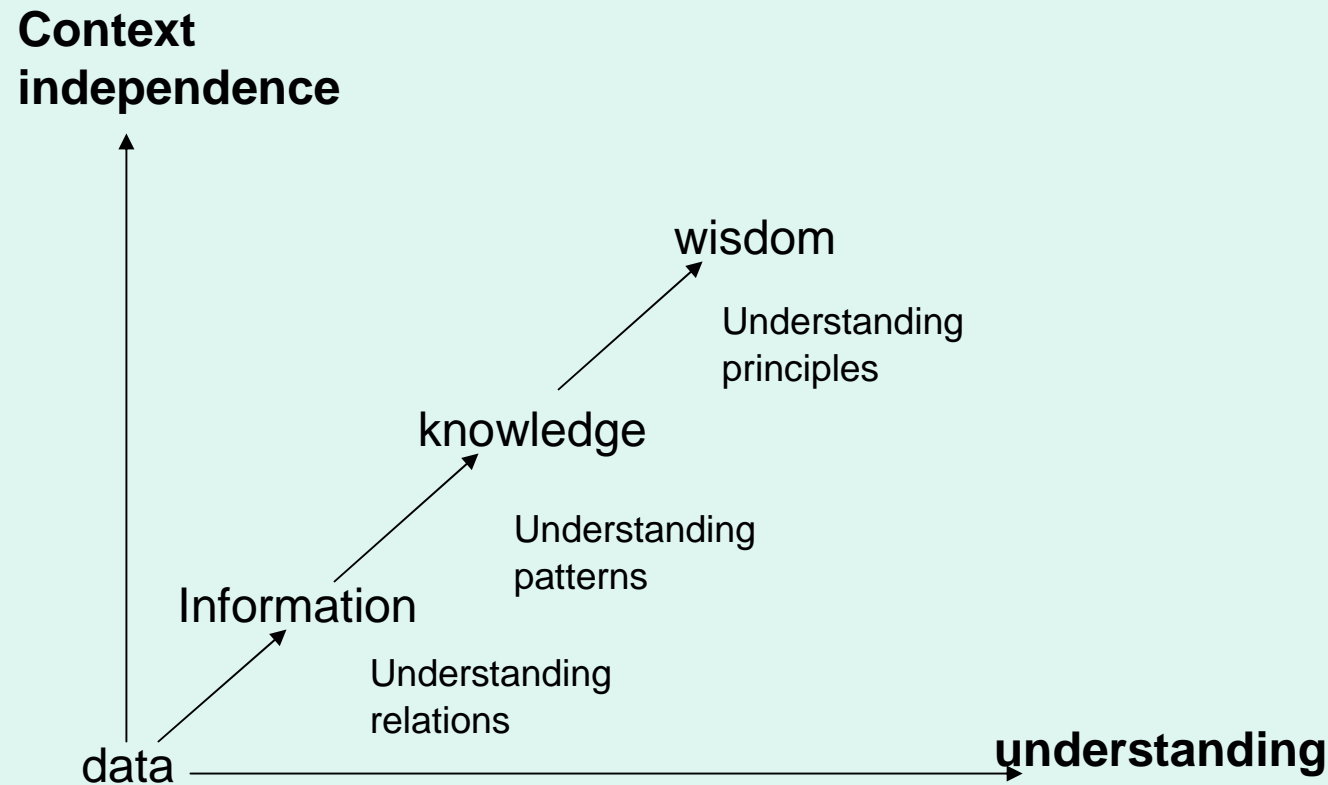 Context
independence
wisdom
Understanding
principles
knowledge
Understanding
patterns
Information
Understanding
relations
understanding
data